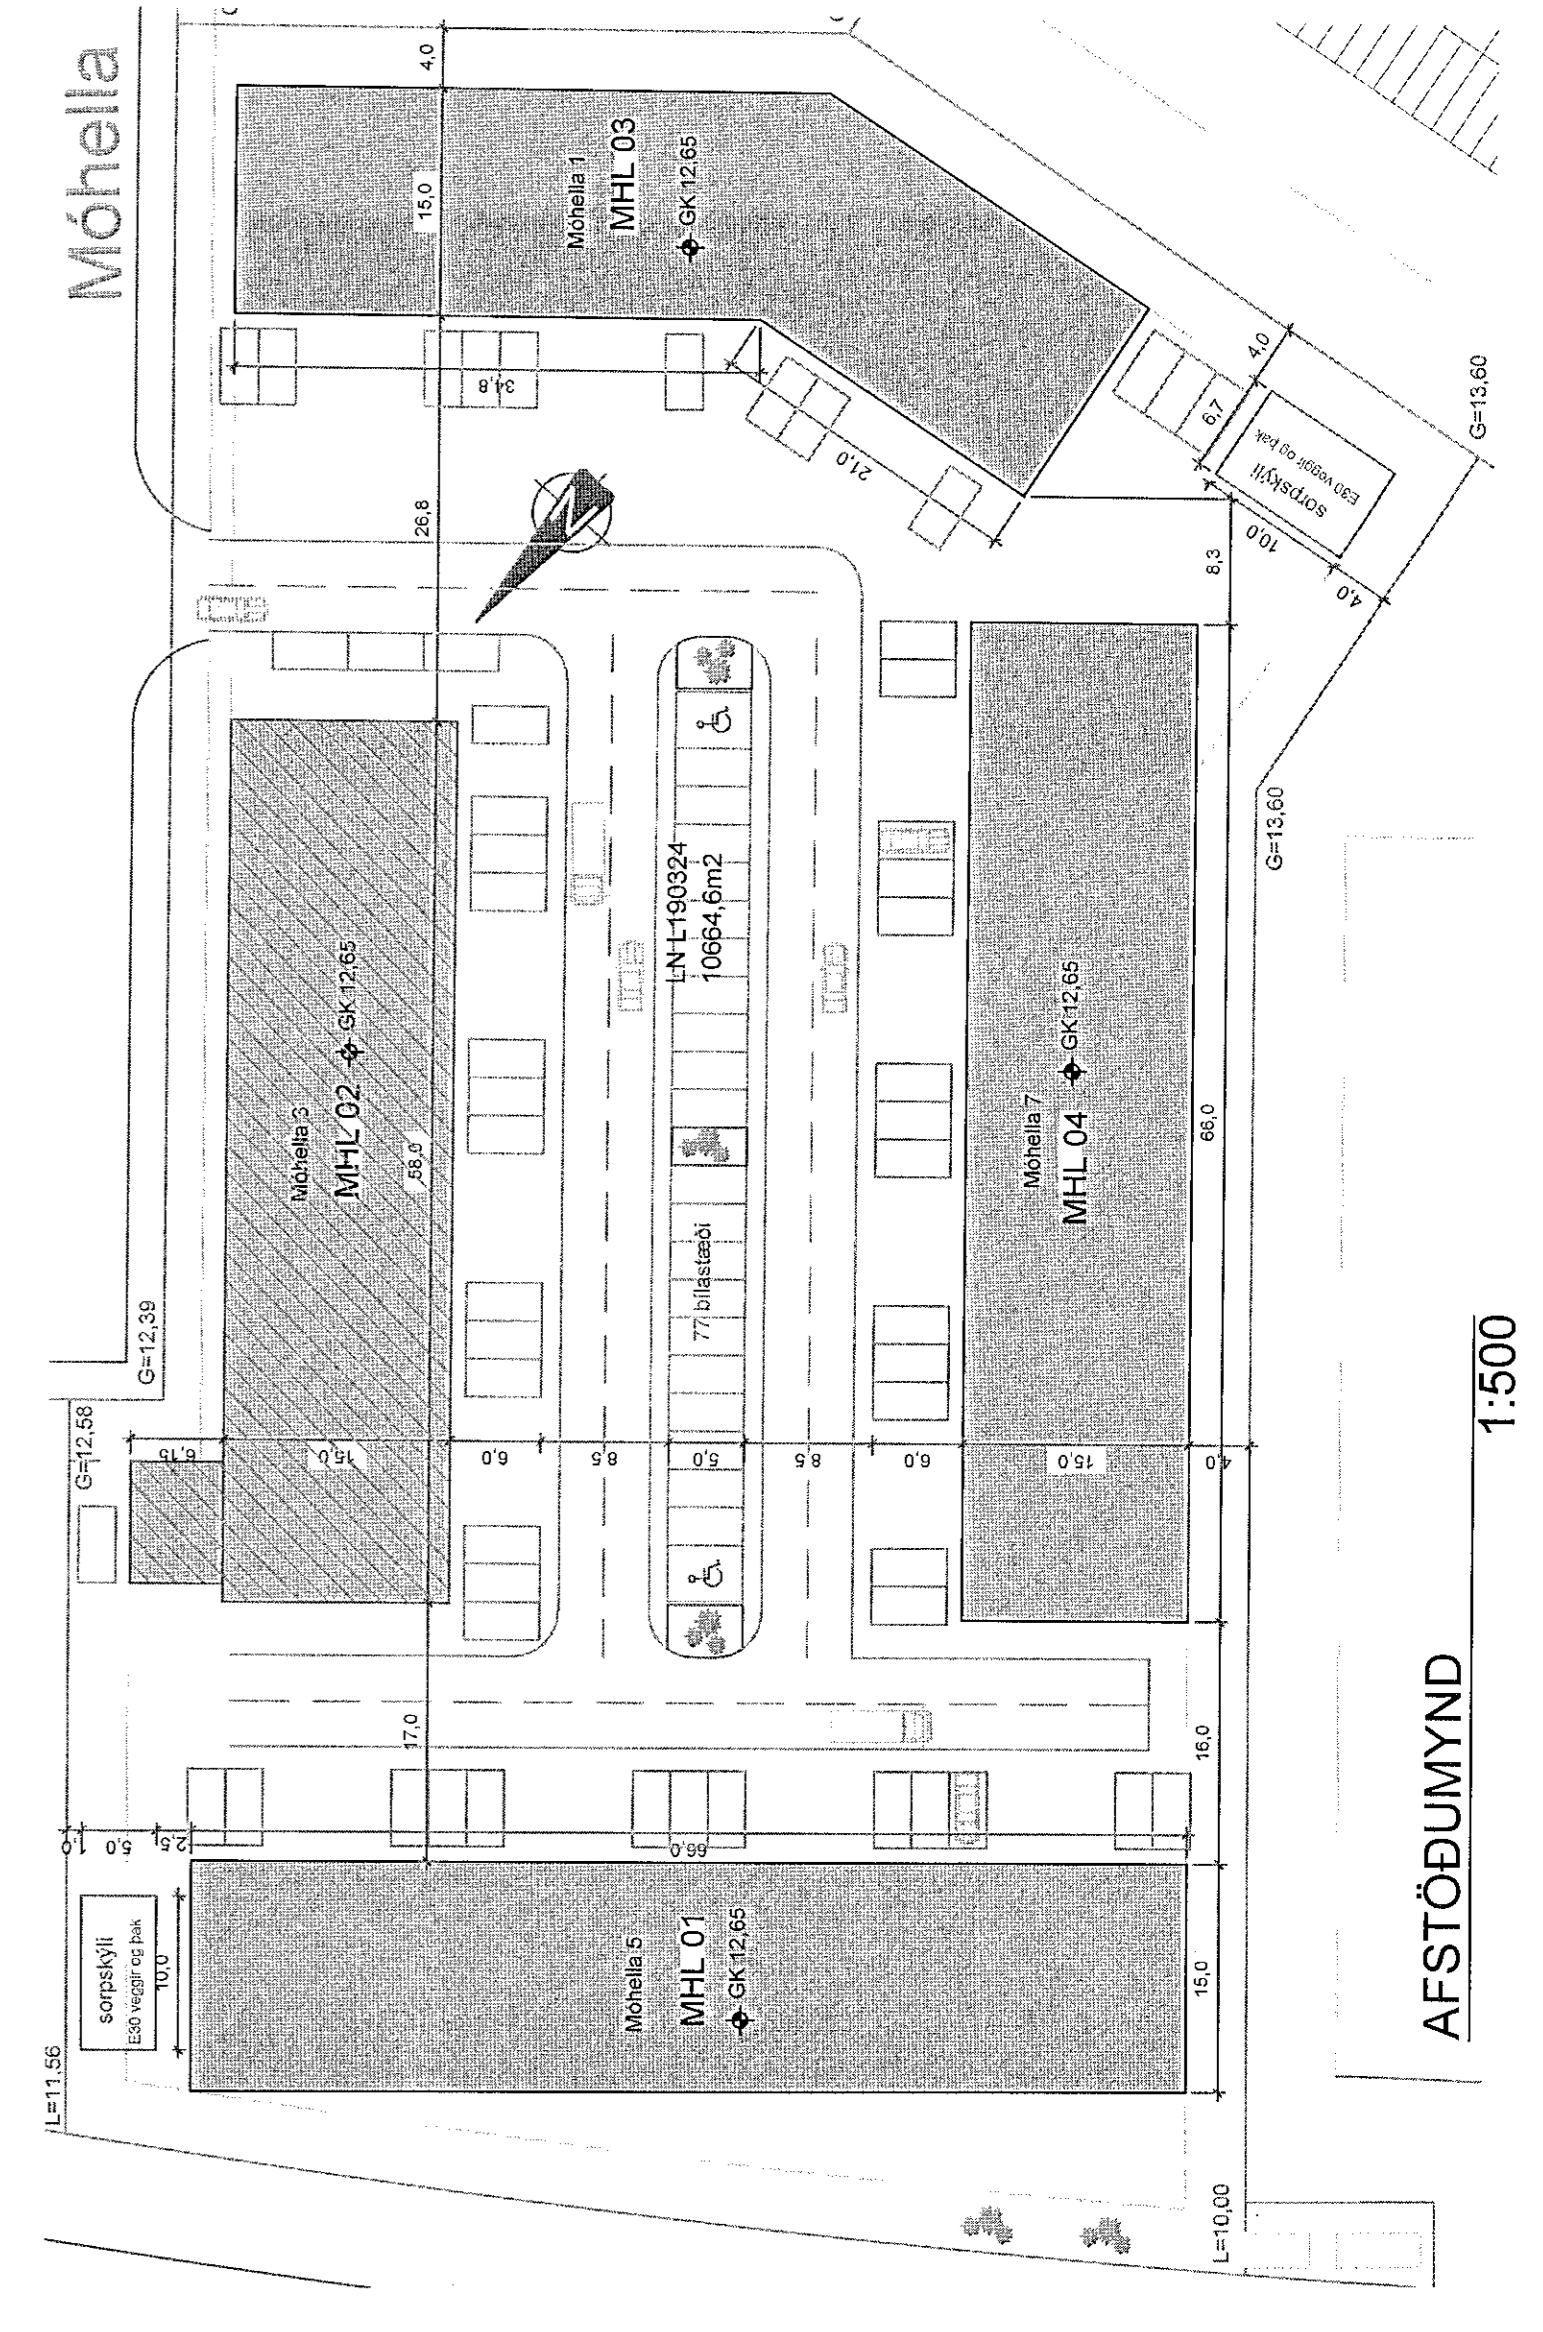 Móhella
4,0
15,0
Móhella 1
MHL 03
GK 12,65
34,8
21,0
26,8
4,0
6,7
sorpskýli
E30 veggir og þak
10,0
4,0
G=13,60
8,3
Móhella 3
MHL 02
GK 12,65
58,0
LN L190324
10664,6m2
77 bílastæði
Móhella 7
MHL 04
GK 12,65
66,0
G=13,60
G=12,39
G=12,58
6,15
15,0
6,0
8,5
5,0
8,5
6,0
15,0
4,0
17,0
16,0
1,0
5,0
2,5
66,0
sorpskýli
E30 veggir og þak
10,0
Móhella 5
MHL 01
GK 12,65
15,0
L=11,56
L=10,00
AFSTÖÐUMYND
1:500